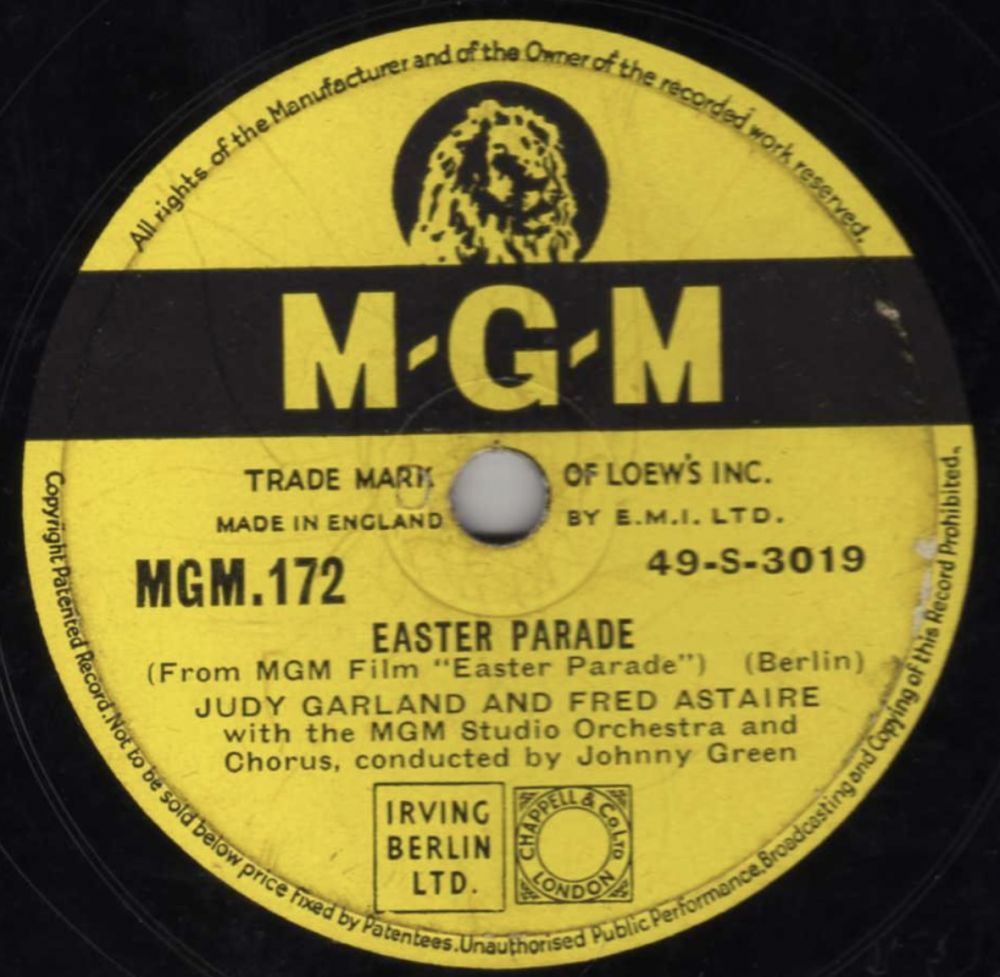 All rights of the Manufacturer and of the Owner of the recorded work reserved.
M-G-M
TRADE MARK OF LOEW'S INC.
MADE IN ENGLAND BY E.M.I. LTD.
MGM.172
49-S-3019
EASTER PARADE
(From MGM Film "Easter Parade") (Berlin)
JUDY GARLAND AND FRED ASTAIRE
with the MGM Studio Orchestra and
Chorus, conducted by Johnny Green
IRVING
BERLIN
LTD.
CHAPPELL & Co LTD
LONDON
Copyright Patented Record. Not to be sold below price fixed by Patentees. Unauthorised Public Performance, Broadcasting and Copying of this Record Prohibited.